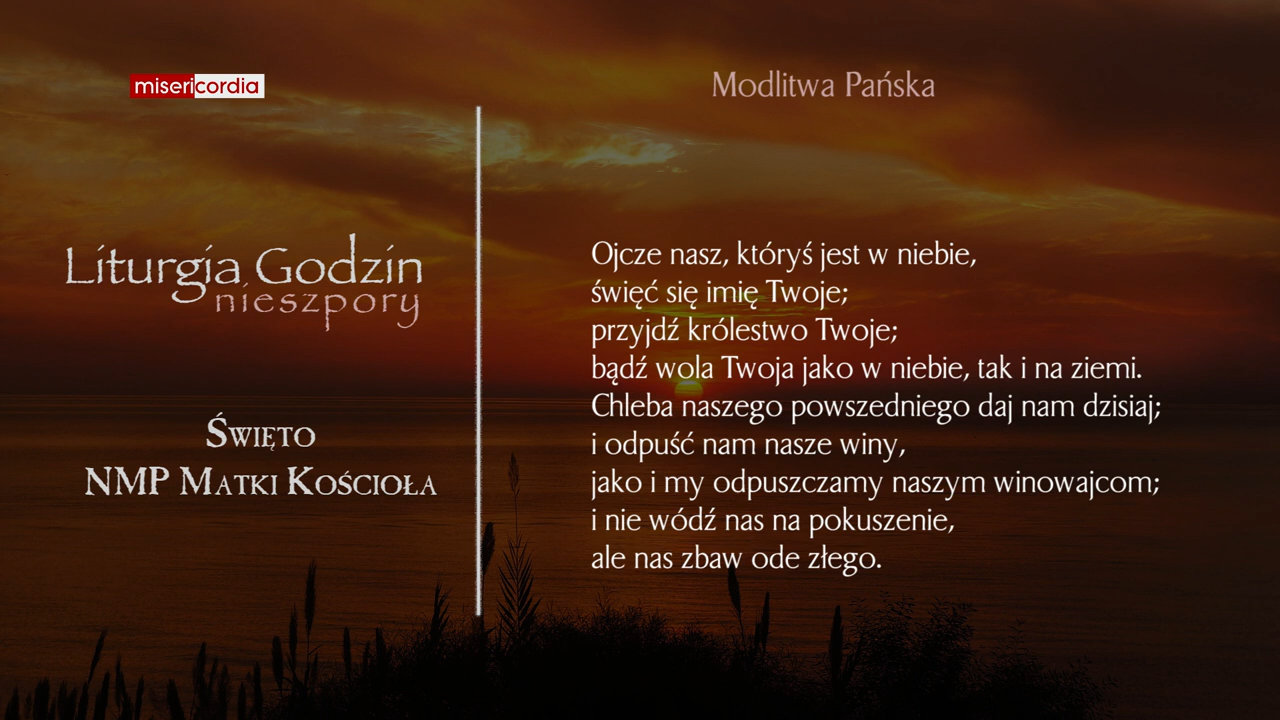 misericordia
Liturgia Godzin
nieszpory
Święto
NMP Matki Kościoła
Modlitwa Pańska
Ojcze nasz, któryś jest w niebie,
święć się imię Twoje;
przyjdź królestwo Twoje;
bądź wola Twoja jako w niebie, tak i na ziemi.
Chleba naszego powszedniego daj nam dzisiaj;
i odpuść nam nasze winy,
jako i my odpuszczamy naszym winowajcom;
i nie wódź nas na pokuszenie,
ale nas zbaw ode złego.